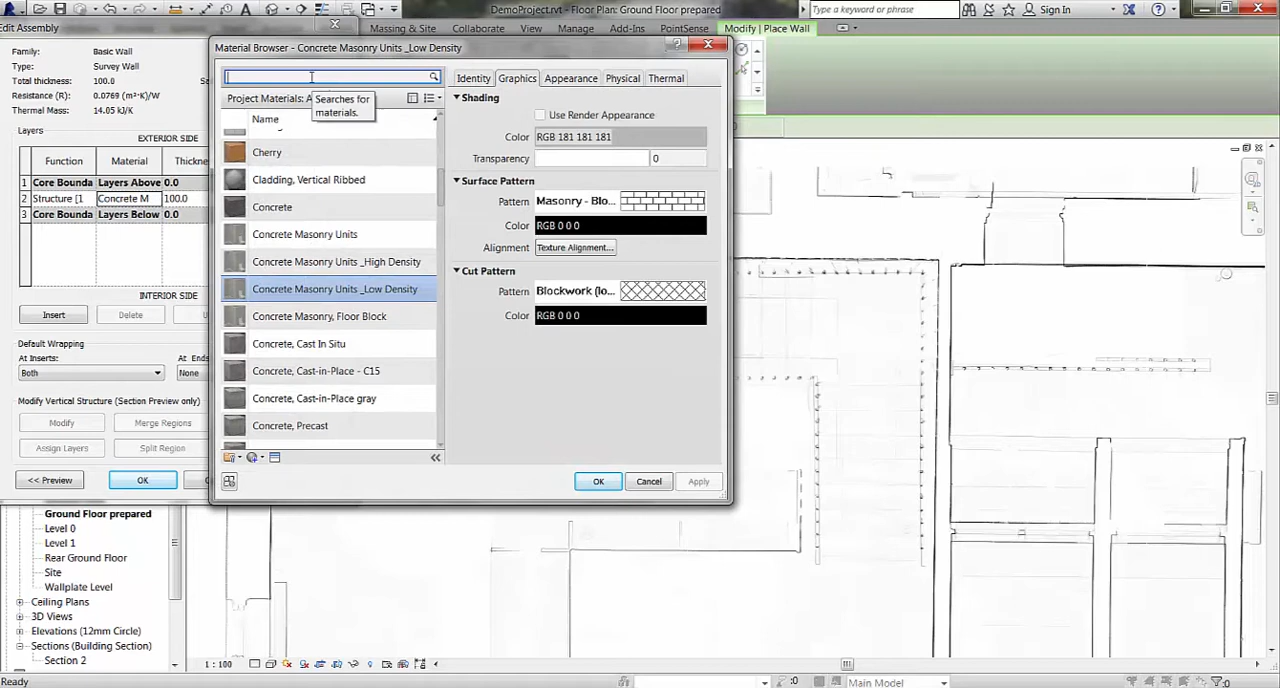 DemoProject.rvt - Floor Plan: Ground Floor prepared
Type a keyword or phrase
Sign In
Edit Assembly
Massing & Site
Collaborate
View
Manage
Add-Ins
PointSense
Modify | Place Wall
Family: Basic Wall
Type: Survey Wall
Total thickness: 100.0
Resistance (R): 0.0769 (m²·K)/W
Thermal Mass: 14.05 kJ/K
Layers
EXTERIOR SIDE
Function Material Thickne
1 Core Bounda Layers Above 0.0
2 Structure [1 Concrete M 100.0
3 Core Bounda Layers Below 0.0
INTERIOR SIDE
Insert Delete U
Default Wrapping
At Inserts: At Ends
Both None
Modify Vertical Structure (Section Preview only)
Modify Merge Regions
Assign Layers Split Region
<< Preview OK
Material Browser - Concrete Masonry Units _Low Density
Searches for
materials.
Project Materials: A
Name
Cherry
Cladding, Vertical Ribbed
Concrete
Concrete Masonry Units
Concrete Masonry Units _High Density
Concrete Masonry Units _Low Density
Concrete Masonry, Floor Block
Concrete, Cast In Situ
Concrete, Cast-in-Place - C15
Concrete, Cast-in-Place gray
Concrete, Precast
Identity Graphics Appearance Physical Thermal
Shading
Use Render Appearance
Color RGB 181 181 181
Transparency 0
Surface Pattern
Pattern Masonry - Blo...
Color RGB 0 0 0
Alignment Texture Alignment...
Cut Pattern
Pattern Blockwork (lo...
Color RGB 0 0 0
OK Cancel Apply
Ground Floor prepared
Level 0
Level 1
Rear Ground Floor
Site
Wallplate Level
Ceiling Plans
3D Views
Elevations (12mm Circle)
Sections (Building Section)
Section 2
1 : 100
Ready
:0
Main Model
:0